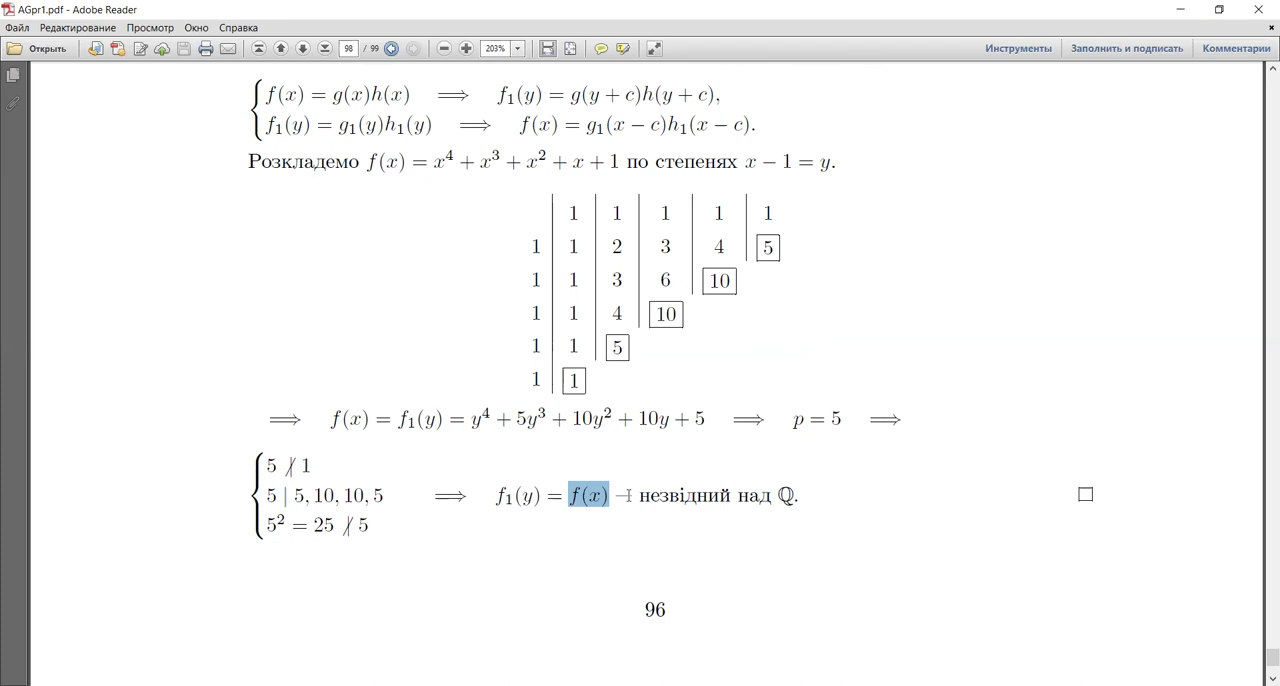 AGpr1.pdf - Adobe Reader
Файл Редактирование Просмотр Окно Справка
Открыть 98 / 99 203% Инструменты Заполнить и подписать Комментарии
f(x) = g(x)h(x) ⟹ f₁(y) = g(y + c)h(y + c),
f₁(y) = g₁(y)h₁(y) ⟹ f(x) = g₁(x − c)h₁(x − c).
Розкладемо f(x) = x⁴ + x³ + x² + x + 1 по степенях x − 1 = y.
1 1 1 1 1
1 1 2 3 4 5
1 1 3 6 10
1 1 4 10
1 1 5
1 1
⟹ f(x) = f₁(y) = y⁴ + 5y³ + 10y² + 10y + 5 ⟹ p = 5 ⟹
5 ∤ 1
5 | 5, 10, 10, 5 ⟹ f₁(y) = f(x) — незвідний над ℚ. □
5² = 25 ∤ 5
96